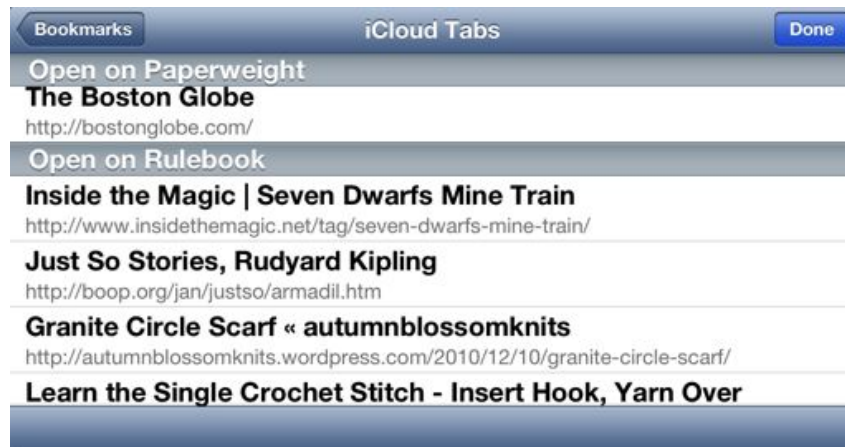 Bookmarks
iCloud Tabs
Done
Open on Paperweight
The Boston Globe
http://bostonglobe.com/
Open on Rulebook
Inside the Magic | Seven Dwarfs Mine Train
http://www.insidethemagic.net/tag/seven-dwarfs-mine-train/
Just So Stories, Rudyard Kipling
http://boop.org/jan/justso/armadil.htm
Granite Circle Scarf « autumnblossomknits
http://autumnblossomknits.wordpress.com/2010/12/10/granite-circle-scarf/
Learn the Single Crochet Stitch - Insert Hook, Yarn Over